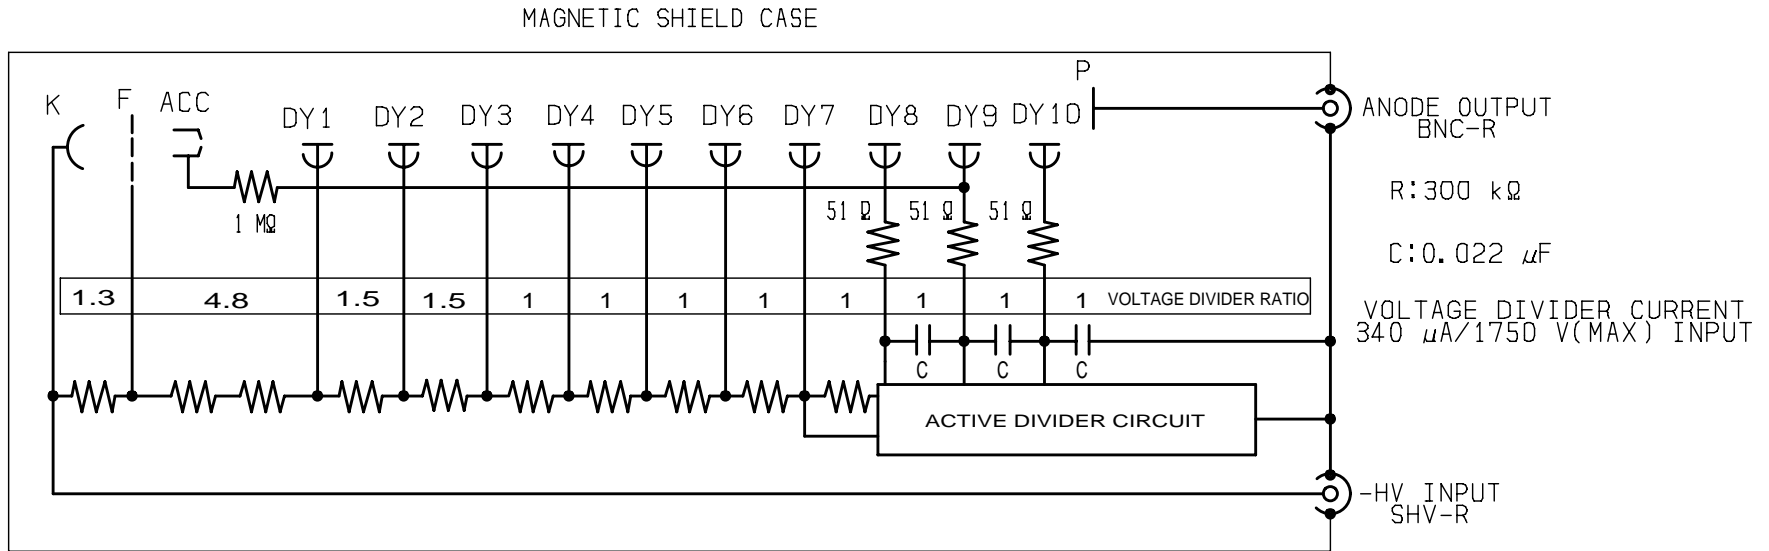 MAGNETIC SHIELD CASE
K F ACC DY1 DY2 DY3 DY4 DY5 DY6 DY7 DY8 DY9 DY10 P
ANODE OUTPUT
BNC-R
R:300 kΩ
1 MΩ
51 Ω 51 Ω 51 Ω
C:0.022 µF
1.3 4.8 1.5 1.5 1 1 1 1 1 1 1 1 VOLTAGE DIVIDER RATIO
VOLTAGE DIVIDER CURRENT
340 µA/1750 V(MAX) INPUT
C C C
ACTIVE DIVIDER CIRCUIT
-HV INPUT
SHV-R